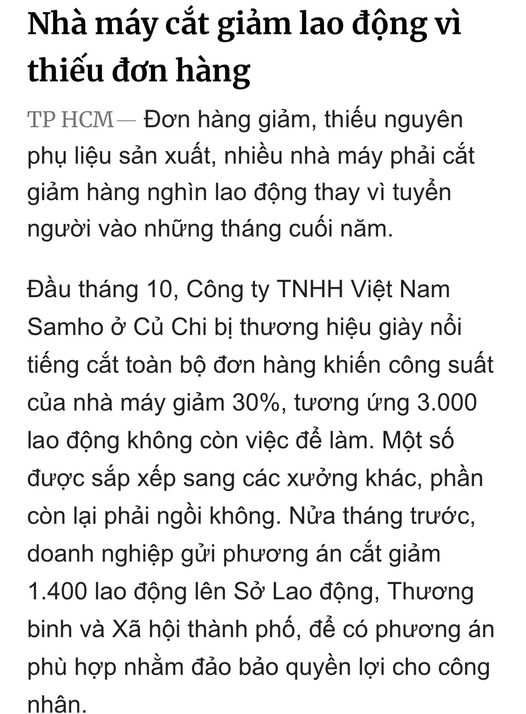 Nhà máy cắt giảm lao động vì
thiếu đơn hàng
TP HCM— Đơn hàng giảm, thiếu nguyên
phụ liệu sản xuất, nhiều nhà máy phải cắt
giảm hàng nghìn lao động thay vì tuyển
người vào những tháng cuối năm.
Đầu tháng 10, Công ty TNHH Việt Nam
Samho ở Củ Chi bị thương hiệu giày nổi
tiếng cắt toàn bộ đơn hàng khiến công suất
của nhà máy giảm 30%, tương ứng 3.000
lao động không còn việc để làm. Một số
được sắp xếp sang các xưởng khác, phần
còn lại phải ngồi không. Nửa tháng trước,
doanh nghiệp gửi phương án cắt giảm
1.400 lao động lên Sở Lao động, Thương
binh và Xã hội thành phố, để có phương án
phù hợp nhằm đảo bảo quyền lợi cho công
nhân.